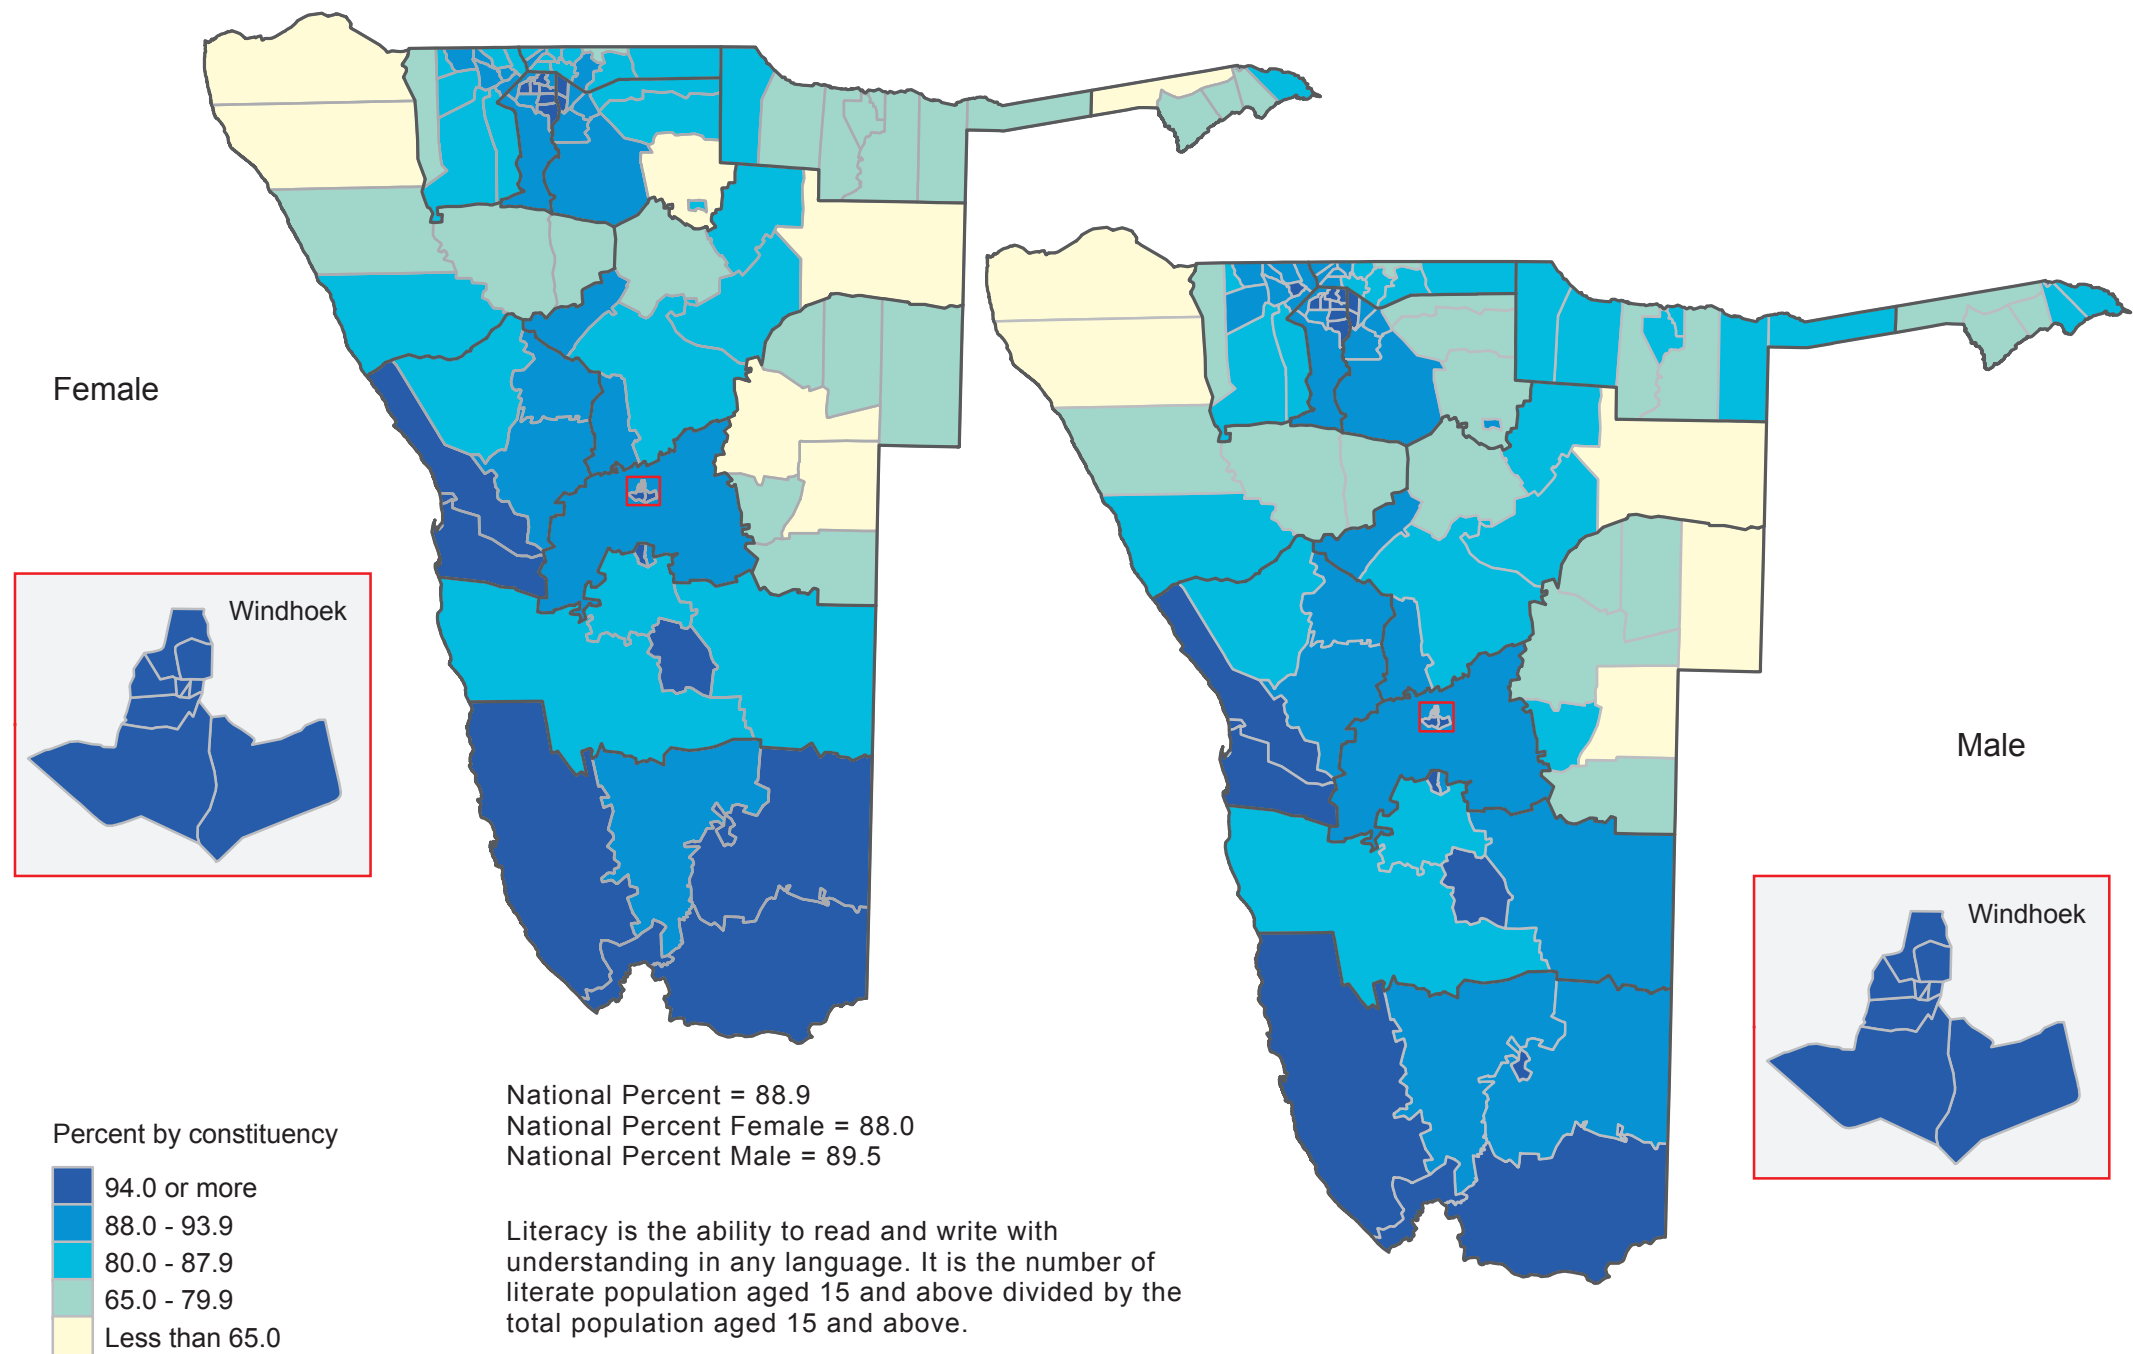 Female
Windhoek
Male
Windhoek
National Percent = 88.9
National Percent Female = 88.0
National Percent Male = 89.5
Percent by constituency
94.0 or more
88.0 - 93.9
80.0 - 87.9
65.0 - 79.9
Less than 65.0
Literacy is the ability to read and write with
understanding in any language. It is the number of
literate population aged 15 and above divided by the
total population aged 15 and above.